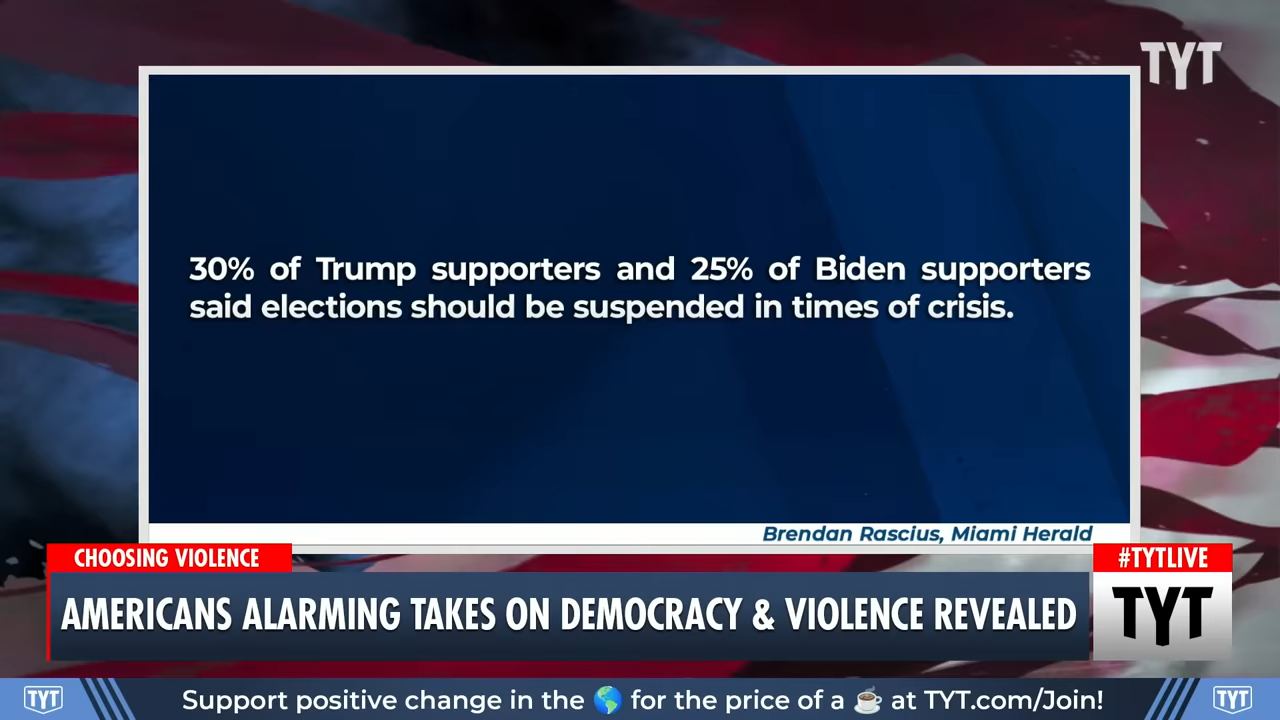 TYT
30% of Trump supporters and 25% of Biden supporters
said elections should be suspended in times of crisis.
Brendan Rascius, Miami Herald
CHOOSING VIOLENCE
#TYTLIVE
AMERICANS ALARMING TAKES ON DEMOCRACY & VIOLENCE REVEALED
TYT
TYT
Support positive change in the 🌎 for the price of a ☕ at TYT.com/Join!
TYT